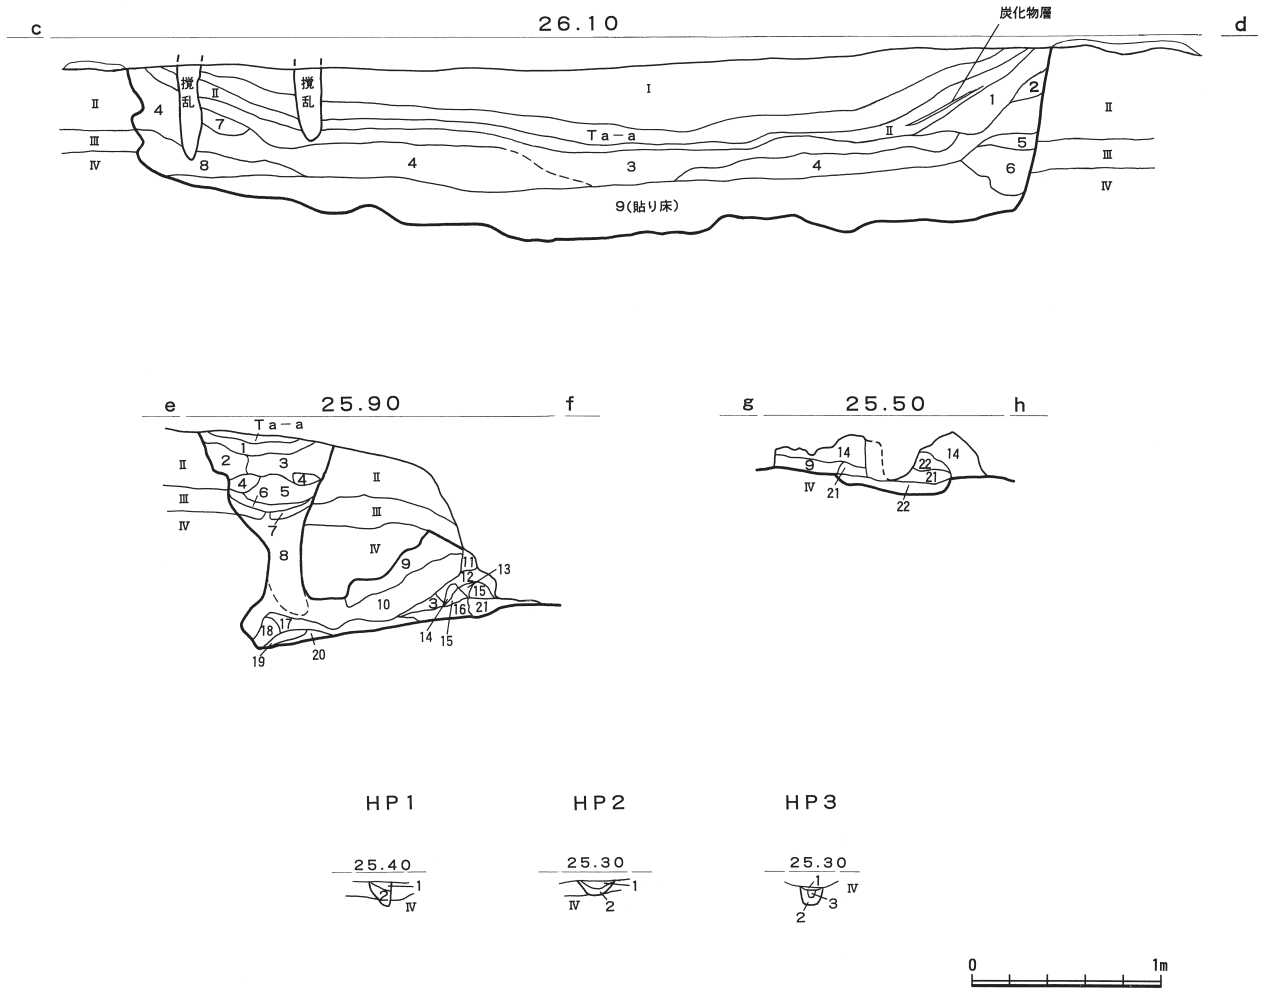 炭化物層
c 26.10 d
攪乱 攪乱 I 1 2
II 4 II II
7 Ta-a II
III 5
IV 8 4 3 4 6 III
9(貼り床) IV
e 25.90 f
g 25.50 h
Ta-a
1
II 2 3 4 II
4 6 5
III 7 III
IV 8 IV 9
10 11 12 13
3 15 16 21
14 15
17 18
19 20
14 14
9 22
IV 21 21
22
HP1 HP2 HP3
25.40 25.30 25.30
1 2 IV
1 IV 2
1 IV 3 2
0 1m